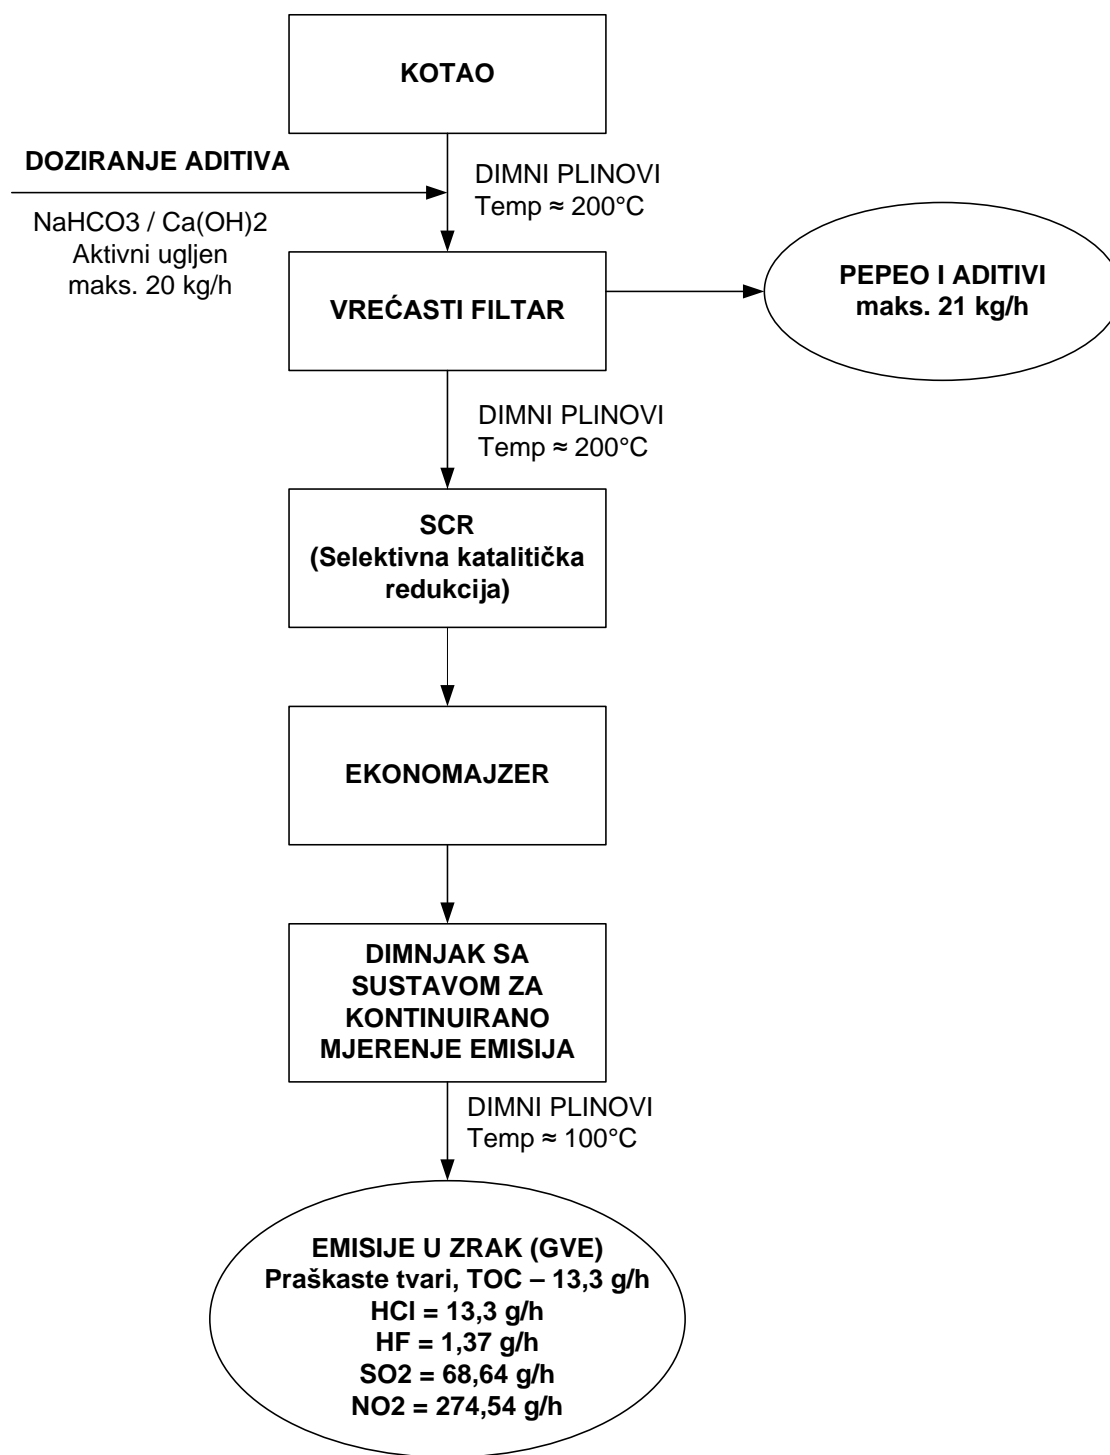 KOTAO
DOZIRANJE ADITIVA
NaHCO3 / Ca(OH)2
Aktivni ugljen
maks. 20 kg/h
DIMNI PLINOVI
Temp ≈ 200°C
VREĆASTI FILTAR
PEPEO I ADITIVI
maks. 21 kg/h
DIMNI PLINOVI
Temp ≈ 200°C
SCR
(Selektivna katalitička
redukcija)
EKONOMAJZER
DIMNJAK SA
SUSTAVOM ZA
KONTINUIRANO
MJERENJE EMISIJA
DIMNI PLINOVI
Temp ≈ 100°C
EMISIJE U ZRAK (GVE)
Praškaste tvari, TOC – 13,3 g/h
HCl = 13,3 g/h
HF = 1,37 g/h
SO2 = 68,64 g/h
NO2 = 274,54 g/h